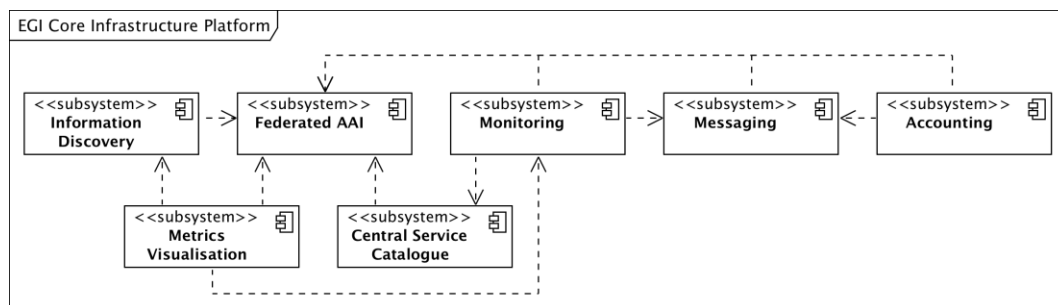 EGI Core Infrastructure Platform
<<subsystem>>
Information
Discovery
<<subsystem>>
Federated AAI
<<subsystem>>
Monitoring
<<subsystem>>
Messaging
<<subsystem>>
Accounting
<<subsystem>>
Metrics
Visualisation
<<subsystem>>
Central Service
Catalogue